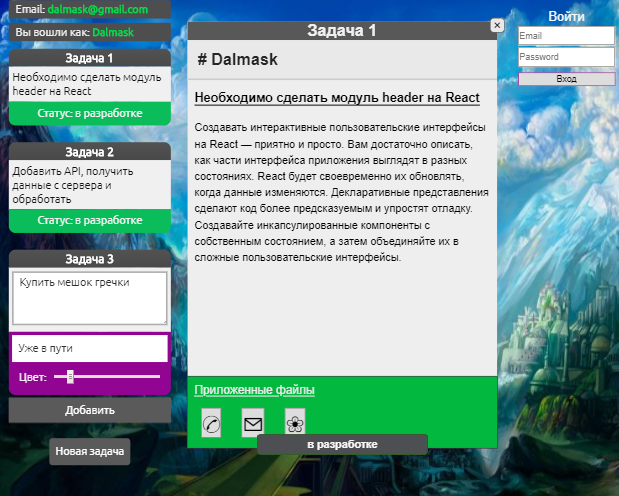 Email: dalmask@gmail.com
Вы вошли как: Dalmask
Задача 1
Необходимо сделать модуль
header на React
Статус: в разработке
Задача 2
Добавить API, получить
данные с сервера и
обработать
Статус: в разработке
Задача 3
Купить мешок гречки
Уже в пути
Цвет:
Добавить
Новая задача
Задача 1
# Dalmask
Необходимо сделать модуль header на React
Создавать интерактивные пользовательские интерфейсы
на React — приятно и просто. Вам достаточно описать,
как части интерфейса приложения выглядят в разных
состояниях. React будет своевременно их обновлять,
когда данные изменяются. Декларативные представления
сделают код более предсказуемым и упростят отладку.
Создавайте инкапсулированные компоненты с
собственным состоянием, а затем объединяйте их в
сложные пользовательские интерфейсы.
Приложенные файлы
в разработке
Войти
Email
Password
Вход